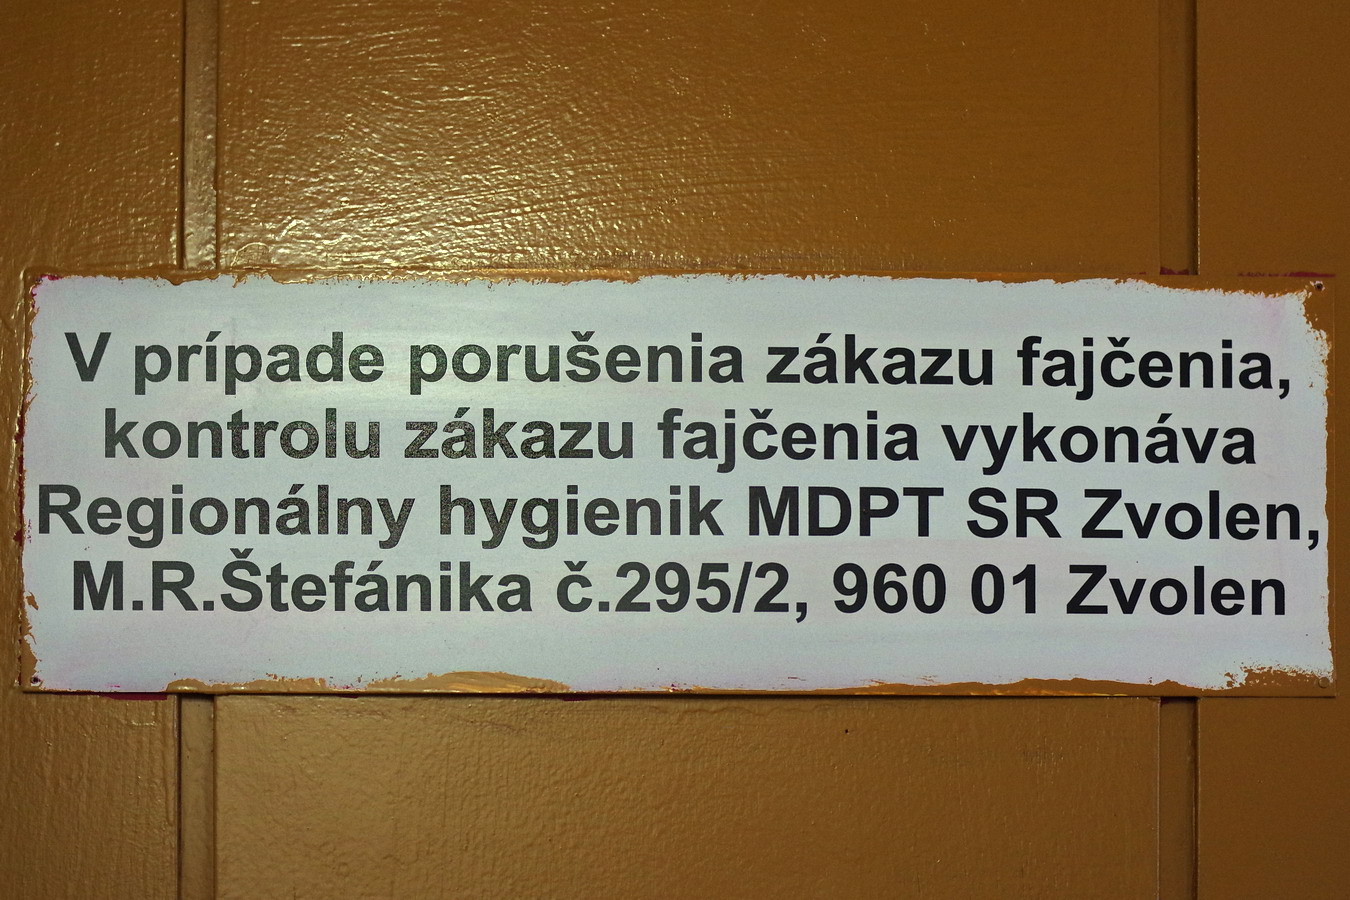 V prípade porušenia zákazu fajčenia,
kontrolu zákazu fajčenia vykonáva
Regionálny hygienik MDPT SR Zvolen,
M.R.Štefánika č.295/2, 960 01 Zvolen